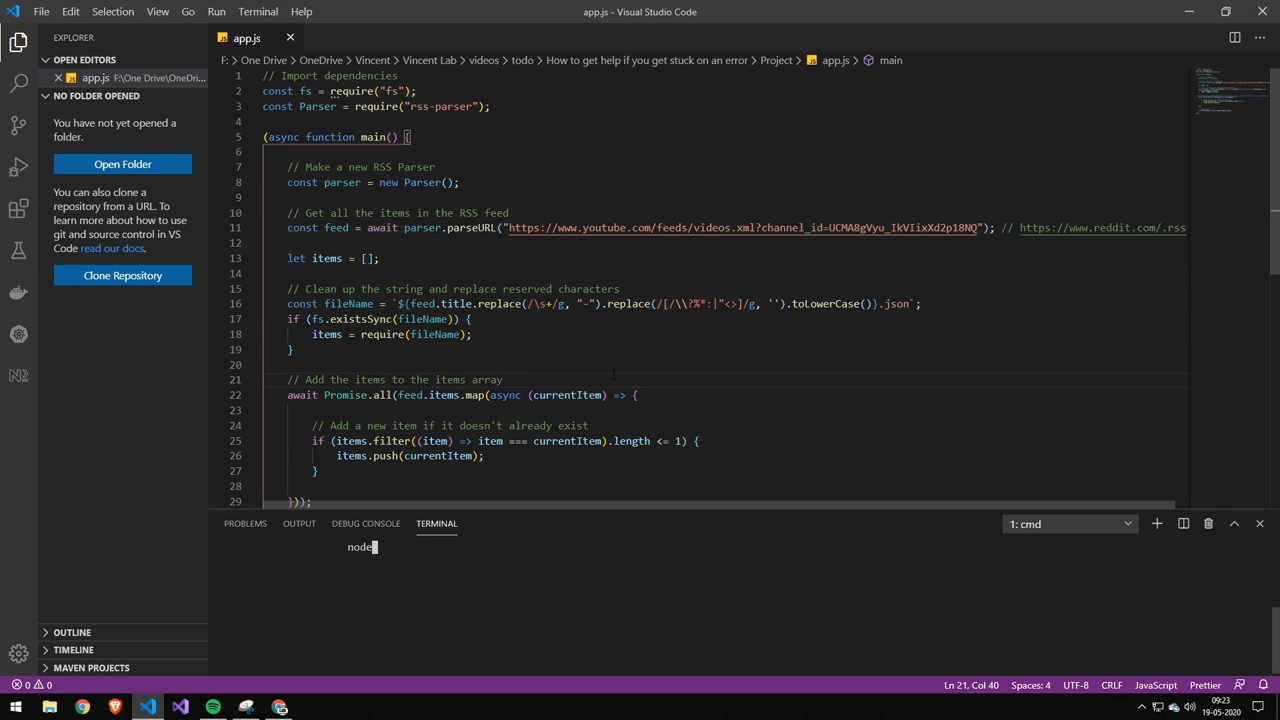 File Edit Selection View Go Run Terminal Help
app.js - Visual Studio Code
EXPLORER
OPEN EDITORS
app.js F:\One Drive\OneDri...
NO FOLDER OPENED
You have not yet opened a
folder.
Open Folder
You can also clone a
repository from a URL. To
learn more about how to use
git and source control in VS
Code read our docs.
Clone Repository
OUTLINE
TIMELINE
MAVEN PROJECTS
JS app.js
F: > One Drive > OneDrive > Vincent > Vincent Lab > videos > todo > How to get help if you get stuck on an error > Project > JS app.js > main
1 // Import dependencies
2 const fs = require("fs");
3 const Parser = require("rss-parser");
4
5 (async function main() {
6
7 // Make a new RSS Parser
8 const parser = new Parser();
9
10 // Get all the items in the RSS feed
11 const feed = await parser.parseURL("https://www.youtube.com/feeds/videos.xml?channel_id=UCMA8gVyu_IkVIixXd2p18NQ"); // https://www.reddit.com/.rss
12
13 let items = [];
14
15 // Clean up the string and replace reserved characters
16 const fileName = `${feed.title.replace(/\s+/g, "-").replace(/[/\\?%*:|"<>]/g, '').toLowerCase()}.json`;
17 if (fs.existsSync(fileName)) {
18 items = require(fileName);
19 }
20
21 // Add the items to the items array
22 await Promise.all(feed.items.map(async (currentItem) => {
23
24 // Add a new item if it doesn't already exist
25 if (items.filter((item) => item === currentItem).length <= 1) {
26 items.push(currentItem);
27 }
28
29 }));
PROBLEMS OUTPUT DEBUG CONSOLE TERMINAL
1: cmd
node
0 0
Ln 21, Col 40 Spaces: 4 UTF-8 CRLF JavaScript Prettier
09:23
19-05-2020